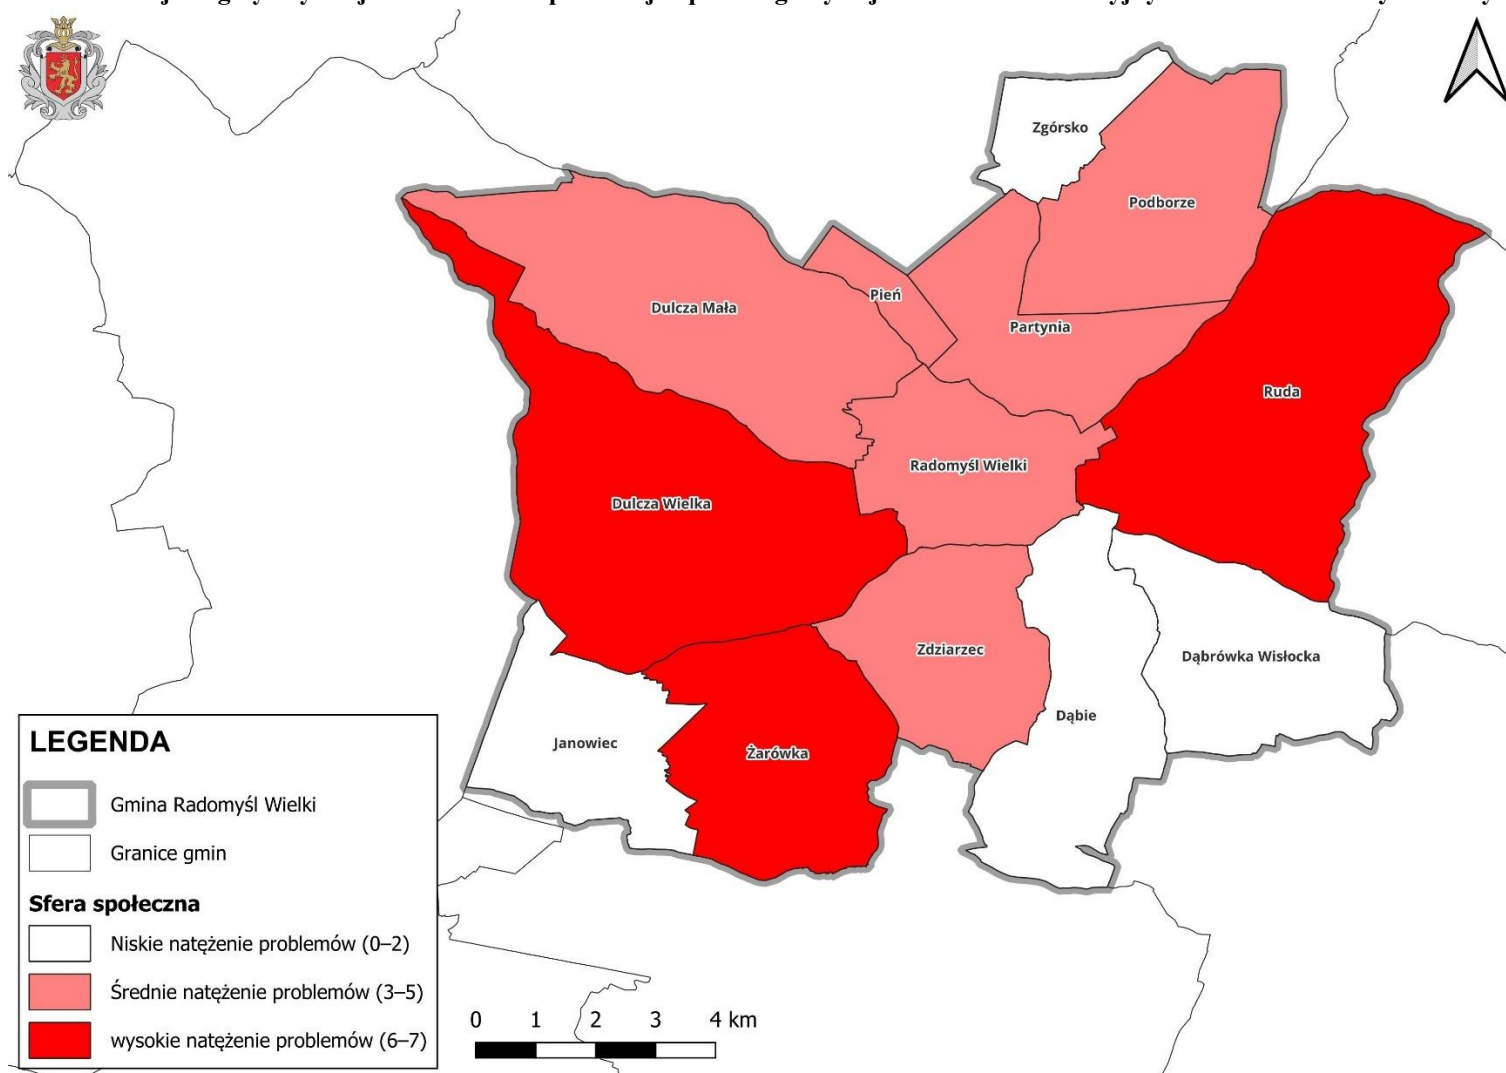 Zgórsko
Podborze
Pień
Dulcza Mała
Partynia
Ruda
Radomyśl Wielki
Dulcza Wielka
Zdziarzec
Dąbrówka Wisłocka
Dąbie
Janowiec
Żarówka
LEGENDA
Gmina Radomyśl Wielki
Granice gmin
Sfera społeczna
Niskie natężenie problemów (0–2)
Średnie natężenie problemów (3–5)
wysokie natężenie problemów (6–7)
0 1 2 3 4 km